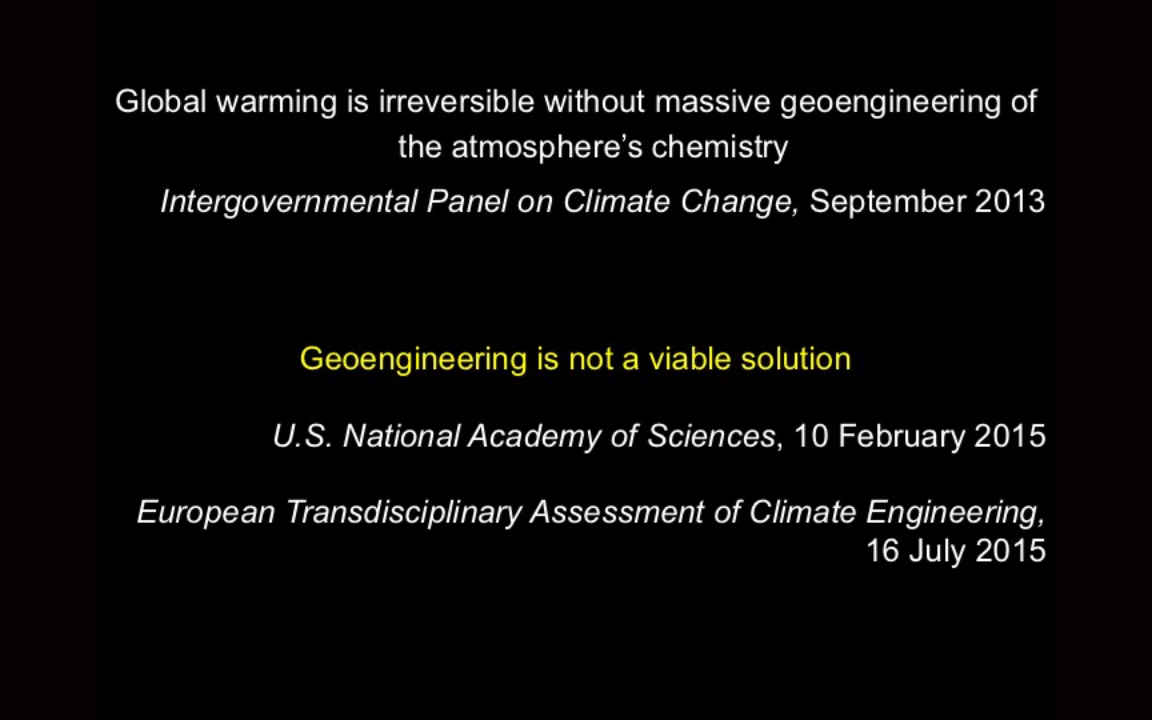 Global warming is irreversible without massive geoengineering of
the atmosphere’s chemistry
Intergovernmental Panel on Climate Change, September 2013
Geoengineering is not a viable solution
U.S. National Academy of Sciences, 10 February 2015
European Transdisciplinary Assessment of Climate Engineering,
16 July 2015